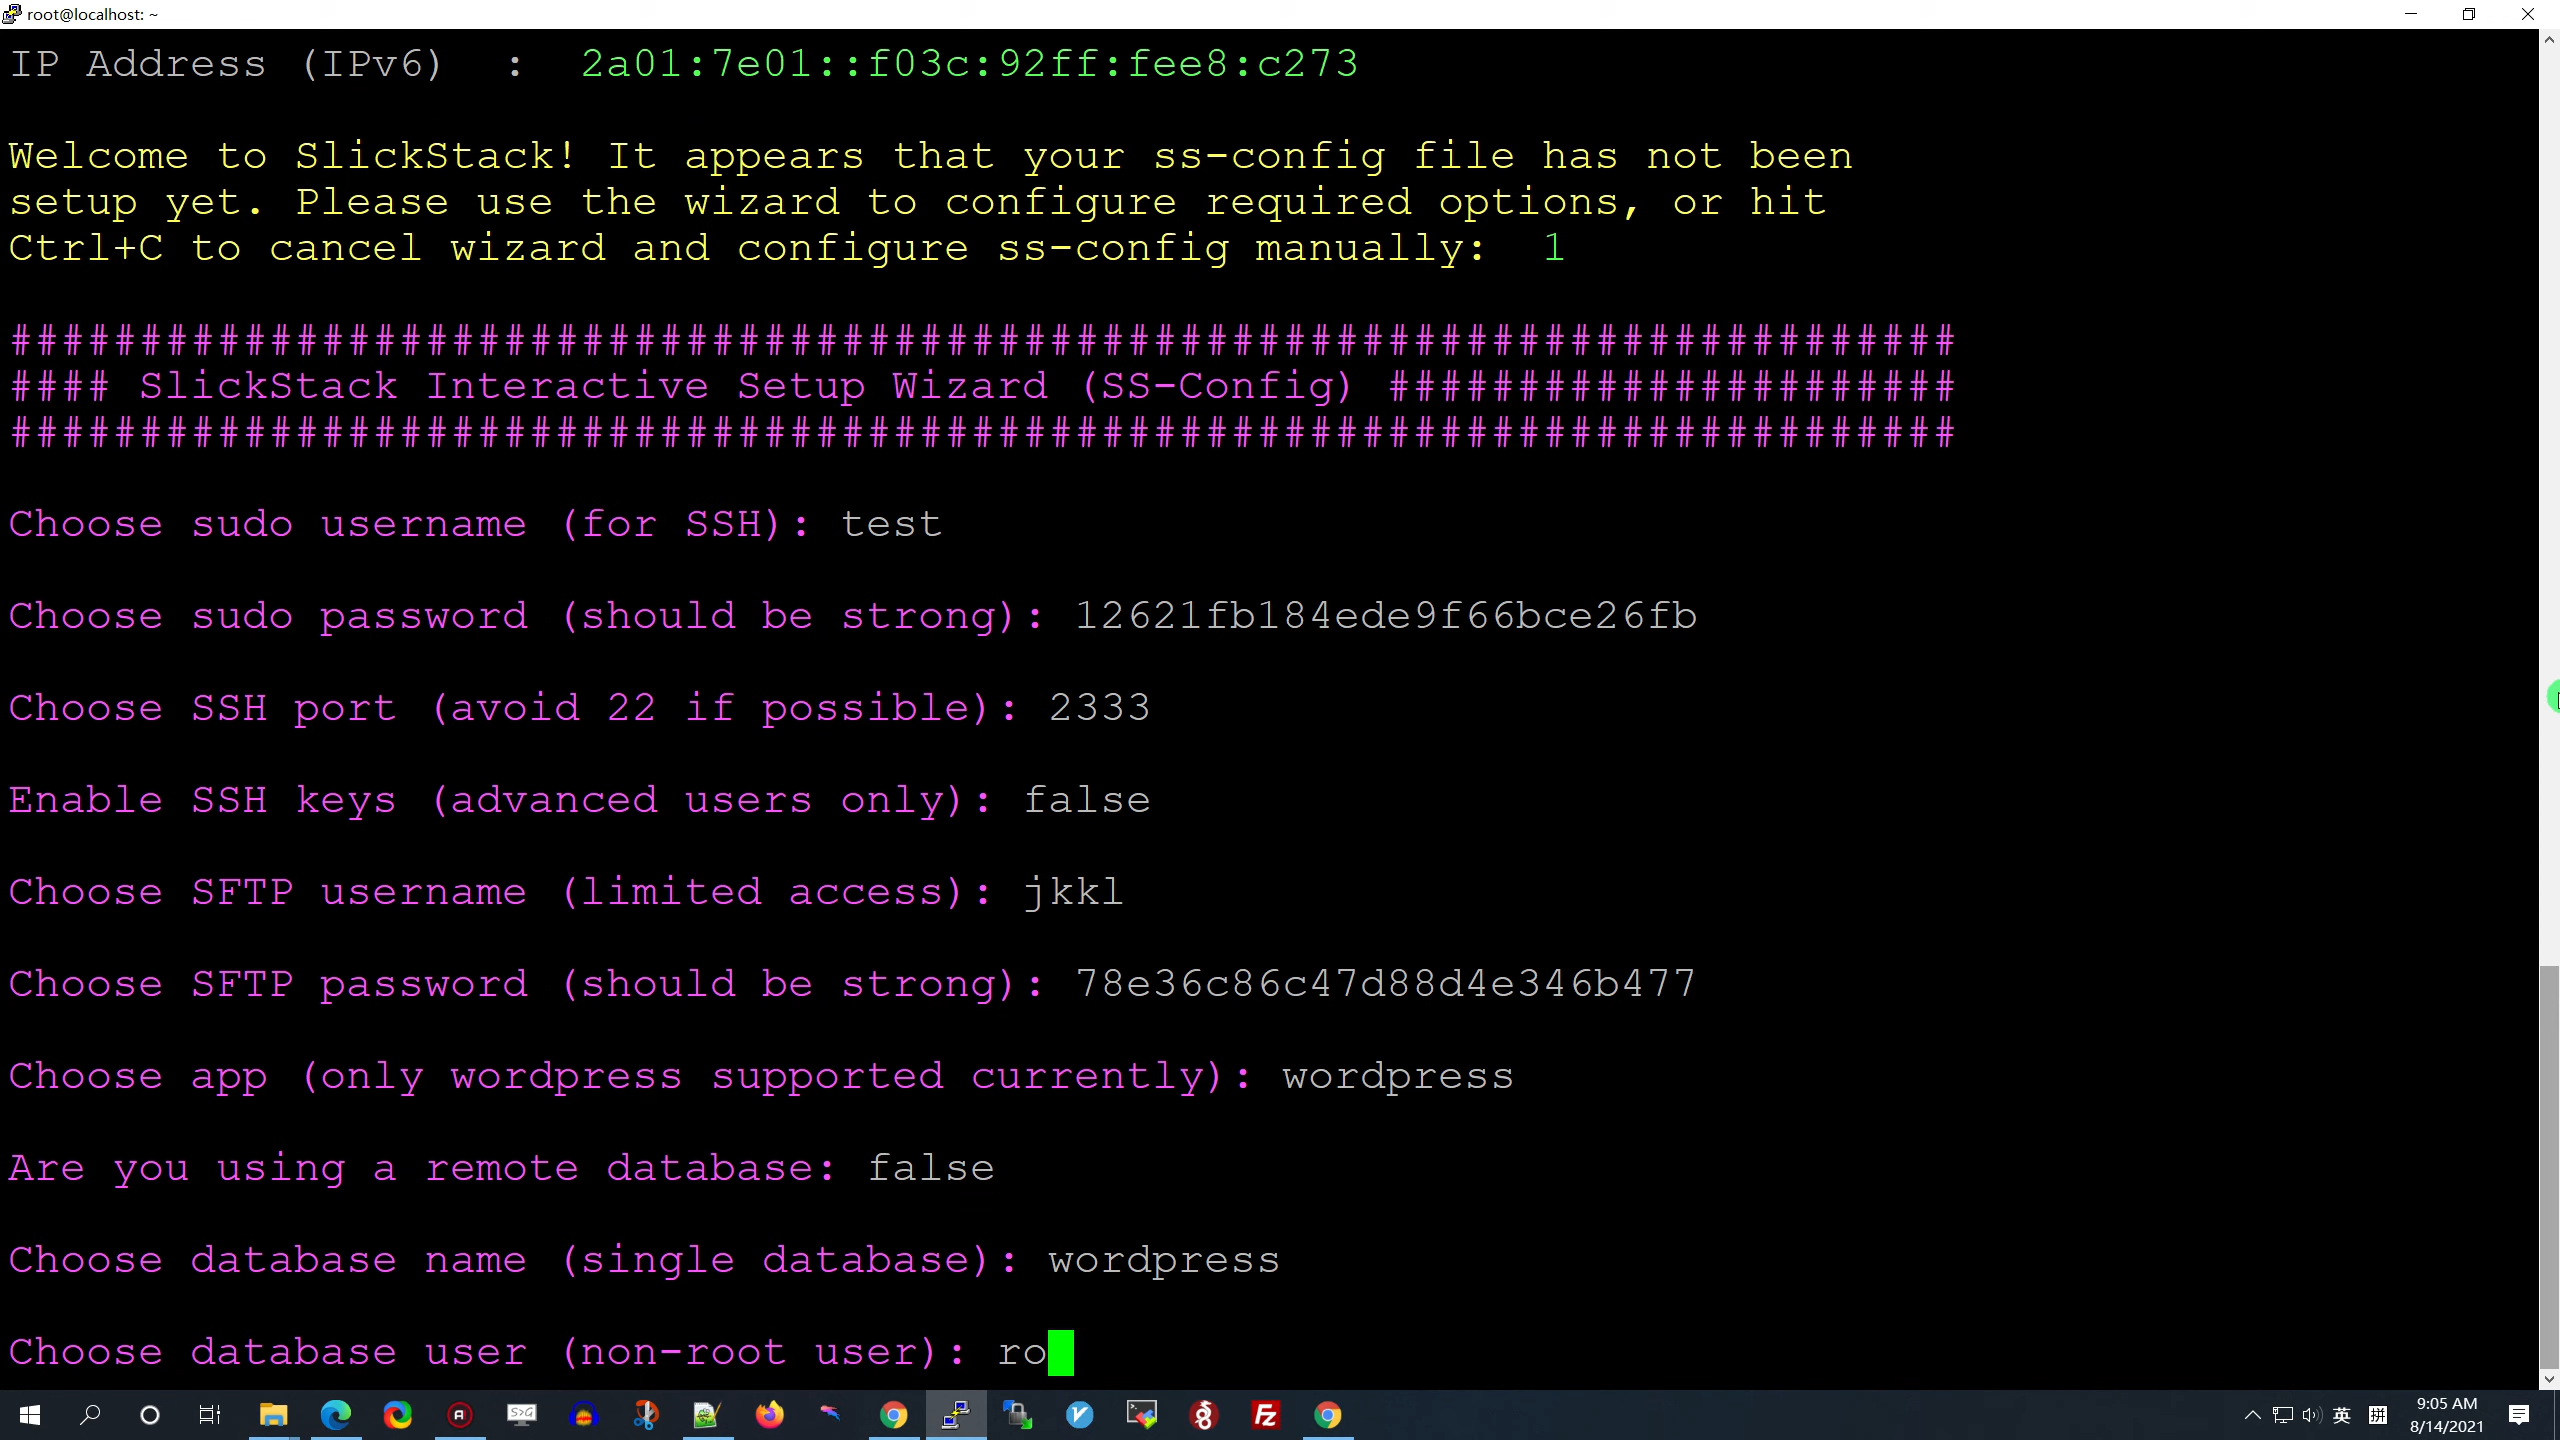 root@localhost: ~
IP Address (IPv6)  :  2a01:7e01::f03c:92ff:fee8:c273
Welcome to SlickStack! It appears that your ss-config file has not been
setup yet. Please use the wizard to configure required options, or hit
Ctrl+C to cancel wizard and configure ss-config manually:  1
###########################################################################
#### SlickStack Interactive Setup Wizard (SS-Config) ######################
###########################################################################
Choose sudo username (for SSH): test
Choose sudo password (should be strong): 12621fb184ede9f66bce26fb
Choose SSH port (avoid 22 if possible): 2333
Enable SSH keys (advanced users only): false
Choose SFTP username (limited access): jkkl
Choose SFTP password (should be strong): 78e36c86c47d88d4e346b477
Choose app (only wordpress supported currently): wordpress
Are you using a remote database: false
Choose database name (single database): wordpress
Choose database user (non-root user): ro
S>G
英
拼
9:05 AM
8/14/2021